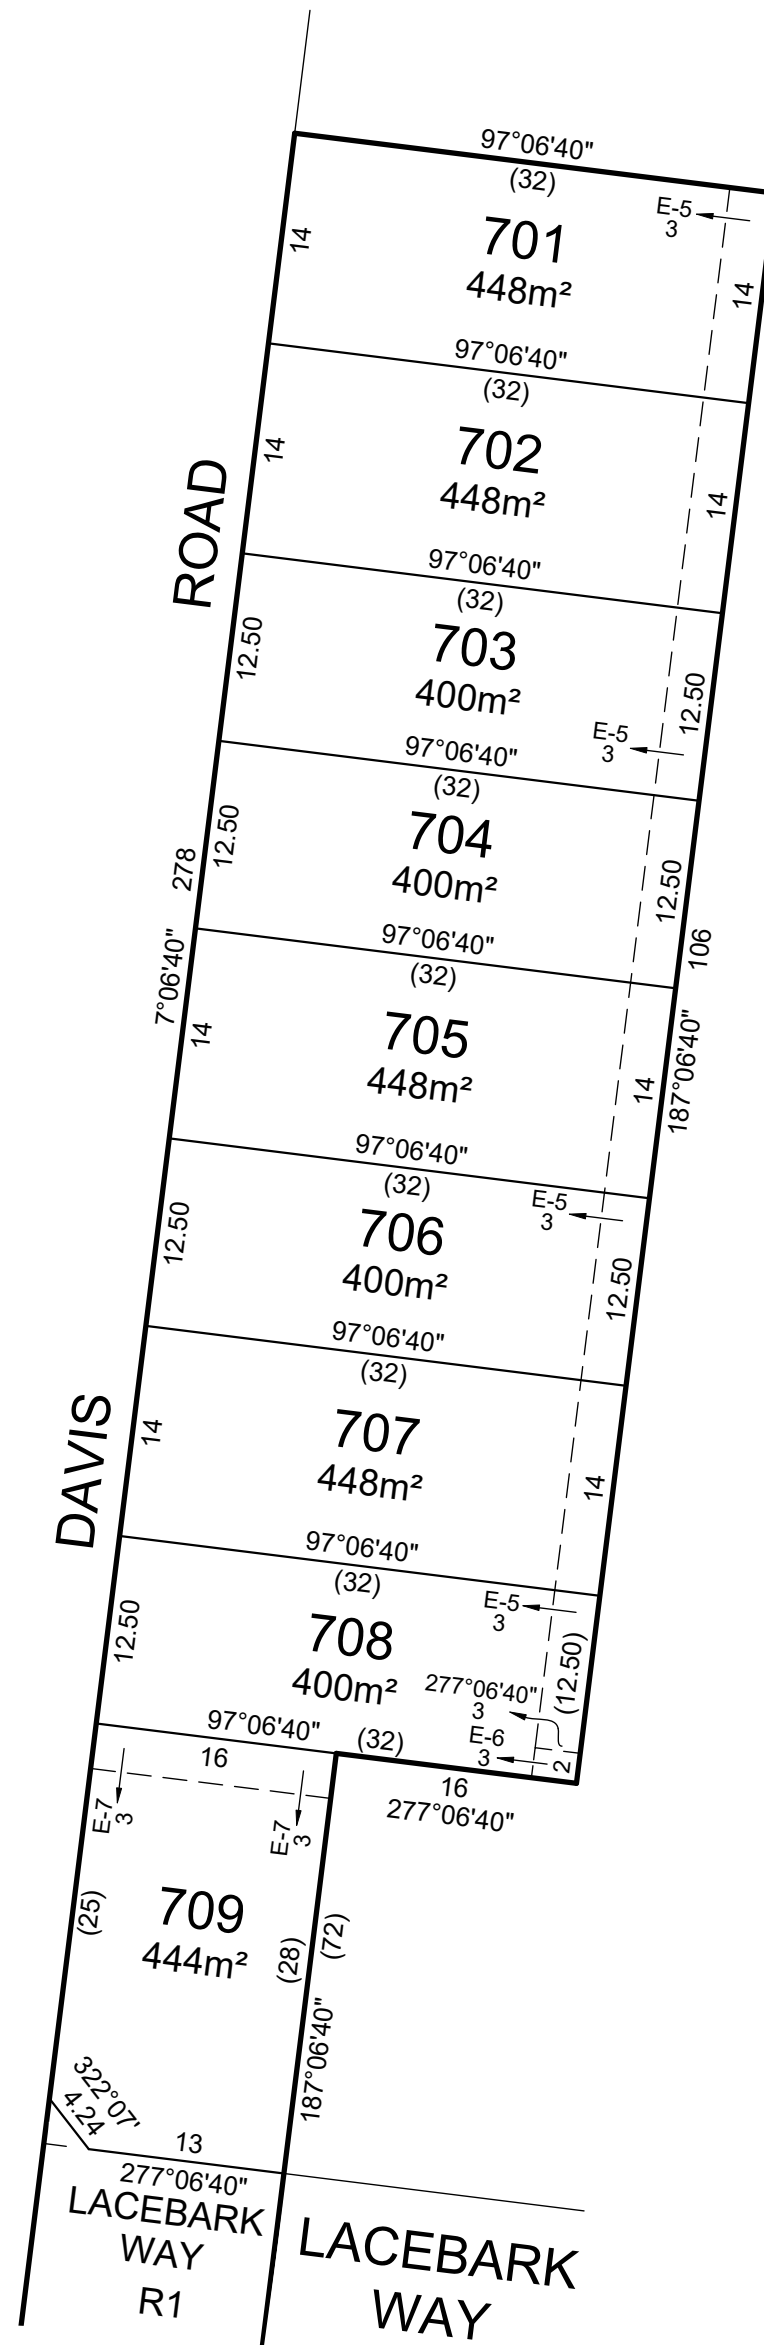 97°06'40"
(32)
E-5
3
701
448m²
14
14
97°06'40"
(32)
702
448m²
14
14
ROAD
97°06'40"
(32)
703
400m²
12.50
12.50
E-5
3
97°06'40"
(32)
704
400m²
12.50
12.50
278
7°06'40"
106
187°06'40"
97°06'40"
(32)
705
448m²
14
14
97°06'40"
(32)
E-5
3
706
400m²
12.50
12.50
97°06'40"
(32)
707
448m²
14
14
DAVIS
97°06'40"
(32)
E-5
3
708
400m²
12.50
(12.50)
277°06'40"
3
E-6
3
2
97°06'40"
(32)
16
16
277°06'40"
E-7
3
E-7
3
709
444m²
(25)
(28)
(72)
187°06'40"
322°07'
4.24
13
277°06'40"
LACEBARK
WAY
R1
LACEBARK
WAY